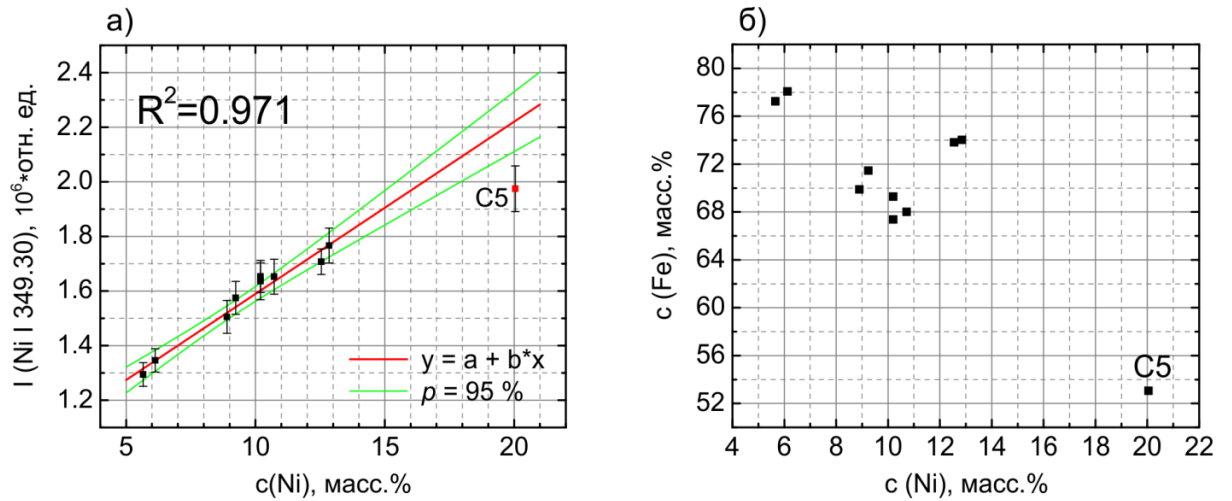 а)
R²=0.971
C5
y = a + b*x
p = 95 %
I (Ni I 349.30), 10⁶*отн. ед.
2.4
2.2
2.0
1.8
1.6
1.4
1.2
5 10 15 20
c(Ni), масс.%
б)
C5
c (Fe), масс.%
80
76
72
68
64
60
56
52
4 6 8 10 12 14 16 18 20 22
c (Ni), масс.%